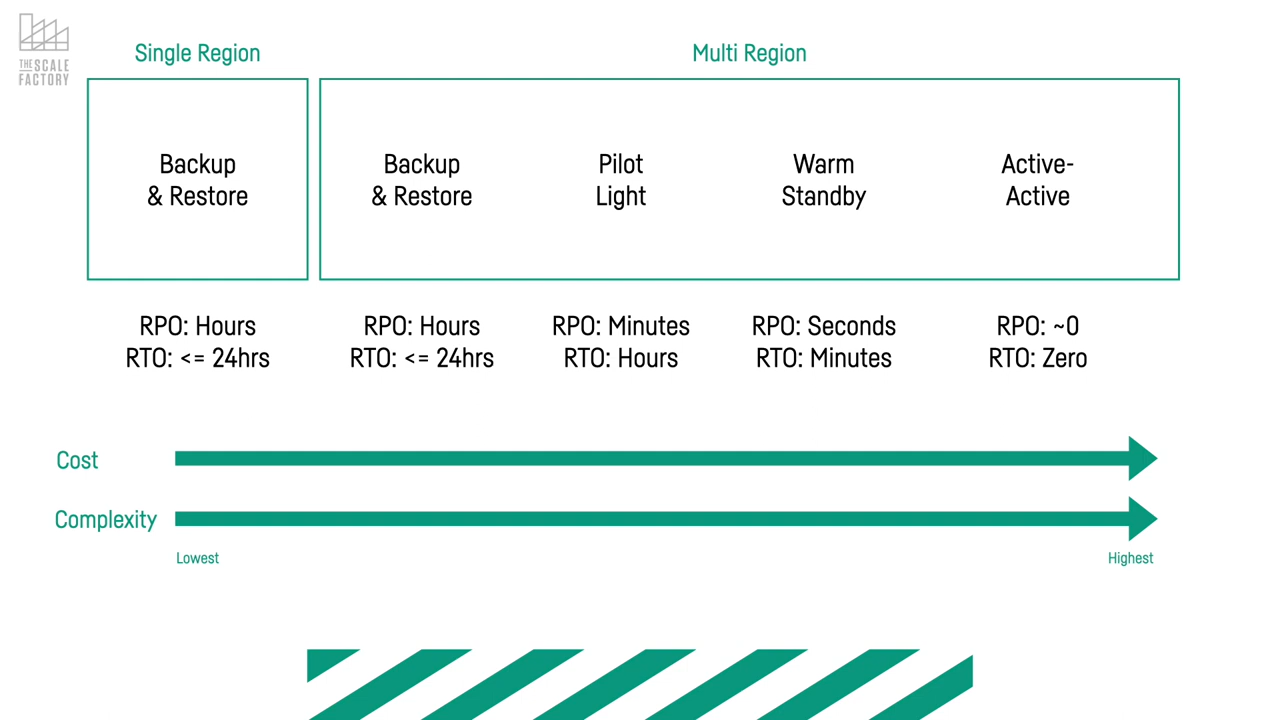 THE SCALE
FACTORY
Single Region
Multi Region
Backup
& Restore
Backup
& Restore
Pilot
Light
Warm
Standby
Active-
Active
RPO: Hours
RTO: <= 24hrs
RPO: Hours
RTO: <= 24hrs
RPO: Minutes
RTO: Hours
RPO: Seconds
RTO: Minutes
RPO: ~0
RTO: Zero
Cost
Complexity
Lowest
Highest